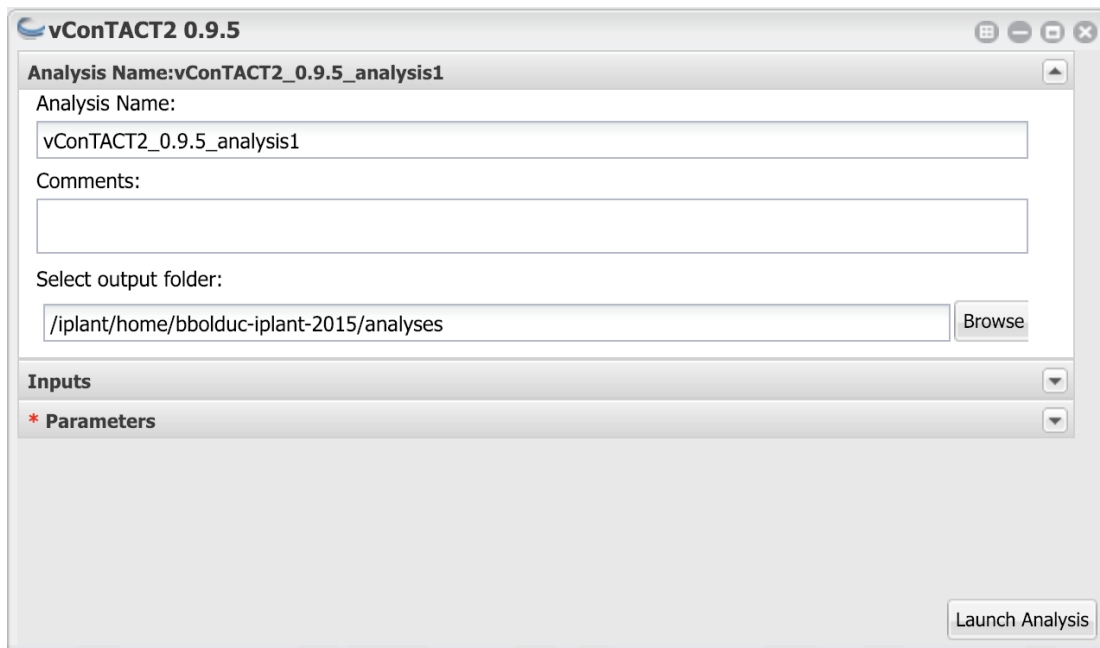 vConTACT2 0.9.5
Analysis Name:vConTACT2_0.9.5_analysis1
Analysis Name:
vConTACT2_0.9.5_analysis1
Comments:
Select output folder:
/iplant/home/bbolduc-iplant-2015/analyses
Browse
Inputs
* Parameters
Launch Analysis